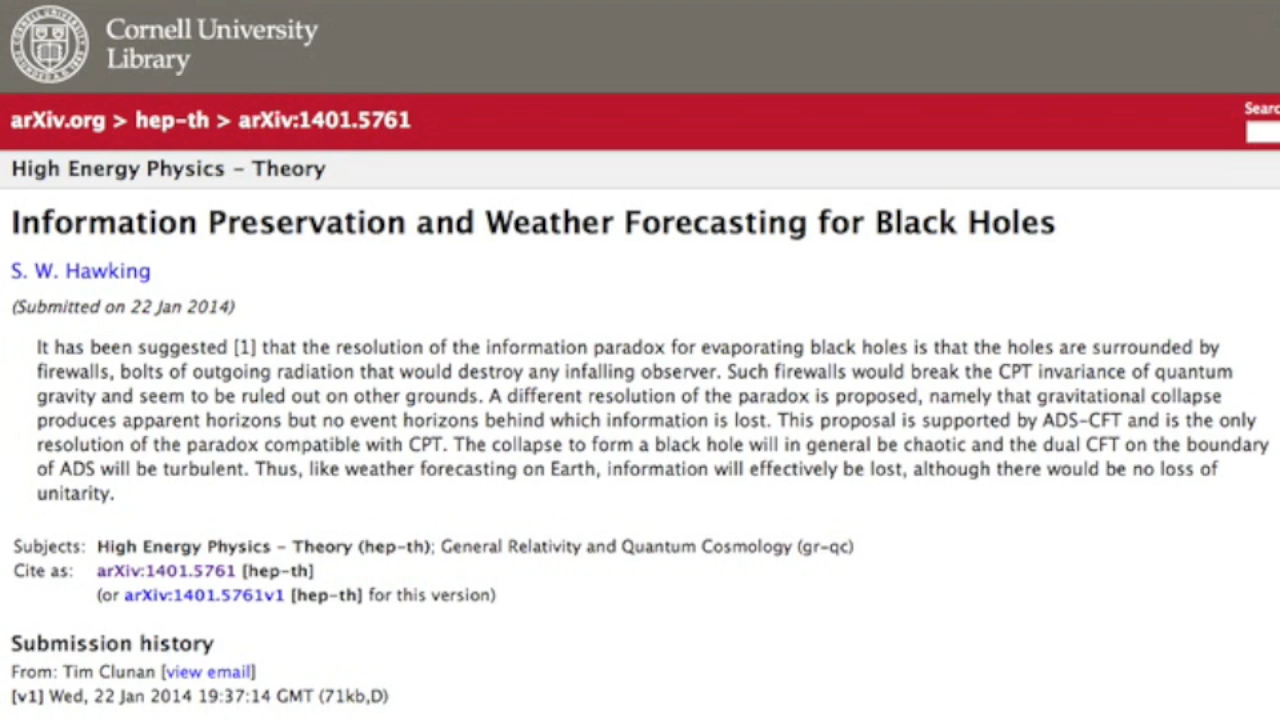 Cornell University
Library
arXiv.org > hep-th > arXiv:1401.5761
Searc
High Energy Physics – Theory
Information Preservation and Weather Forecasting for Black Holes
S. W. Hawking
(Submitted on 22 Jan 2014)
It has been suggested [1] that the resolution of the information paradox for evaporating black holes is that the holes are surrounded by
firewalls, bolts of outgoing radiation that would destroy any infalling observer. Such firewalls would break the CPT invariance of quantum
gravity and seem to be ruled out on other grounds. A different resolution of the paradox is proposed, namely that gravitational collapse
produces apparent horizons but no event horizons behind which information is lost. This proposal is supported by ADS-CFT and is the only
resolution of the paradox compatible with CPT. The collapse to form a black hole will in general be chaotic and the dual CFT on the boundary
of ADS will be turbulent. Thus, like weather forecasting on Earth, information will effectively be lost, although there would be no loss of
unitarity.
Subjects: High Energy Physics – Theory (hep-th); General Relativity and Quantum Cosmology (gr-qc)
Cite as: arXiv:1401.5761 [hep-th]
(or arXiv:1401.5761v1 [hep-th] for this version)
Submission history
From: Tim Clunan [view email]
[v1] Wed, 22 Jan 2014 19:37:14 GMT (71kb,D)